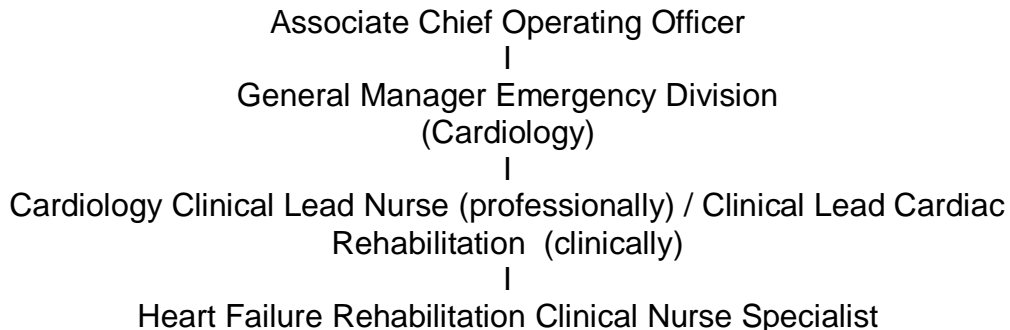 Associate Chief Operating Officer
I
General Manager Emergency Division
(Cardiology)
I
Cardiology Clinical Lead Nurse (professionally) / Clinical Lead Cardiac
Rehabilitation (clinically)
I
Heart Failure Rehabilitation Clinical Nurse Specialist